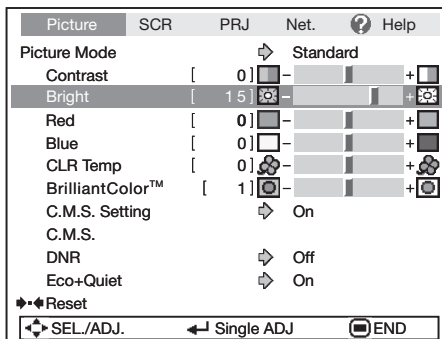 Picture SCR PRJ Net. ? Help
Picture Mode Standard
Contrast [ 0] - +
Bright [ 15] - +
Red [ 0] - +
Blue [ 0] - +
CLR Temp [ 0] - +
BrilliantColor™ [ 1] - +
C.M.S. Setting On
C.M.S.
DNR Off
Eco+Quiet On
Reset
SEL./ADJ. Single ADJ END